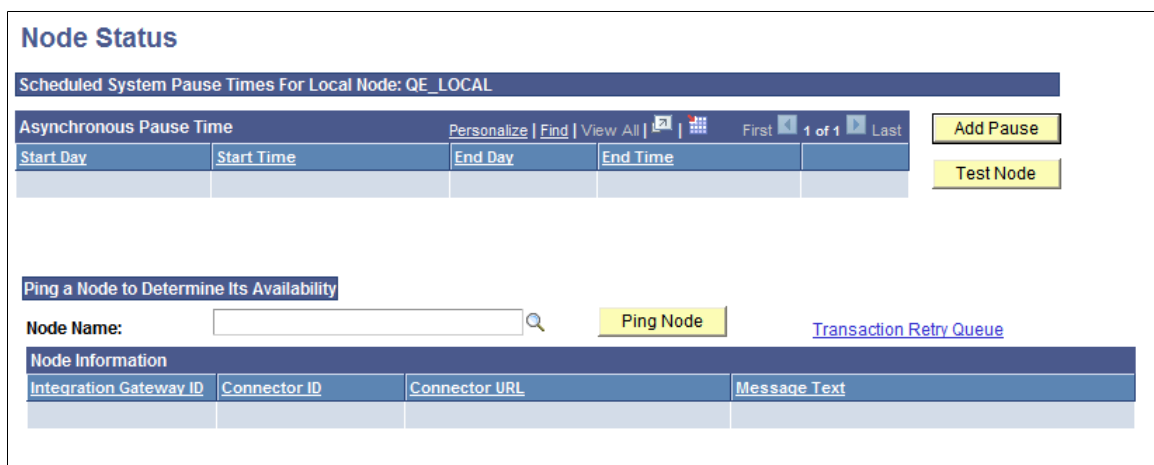 Node Status
Scheduled System Pause Times For Local Node: QE_LOCAL
Asynchronous Pause Time Personalize | Find | View All | | First 1 of 1 Last
Add Pause
Start Day Start Time End Day End Time
Test Node
Ping a Node to Determine Its Availability
Node Name: Ping Node Transaction Retry Queue
Node Information
Integration Gateway ID Connector ID Connector URL Message Text